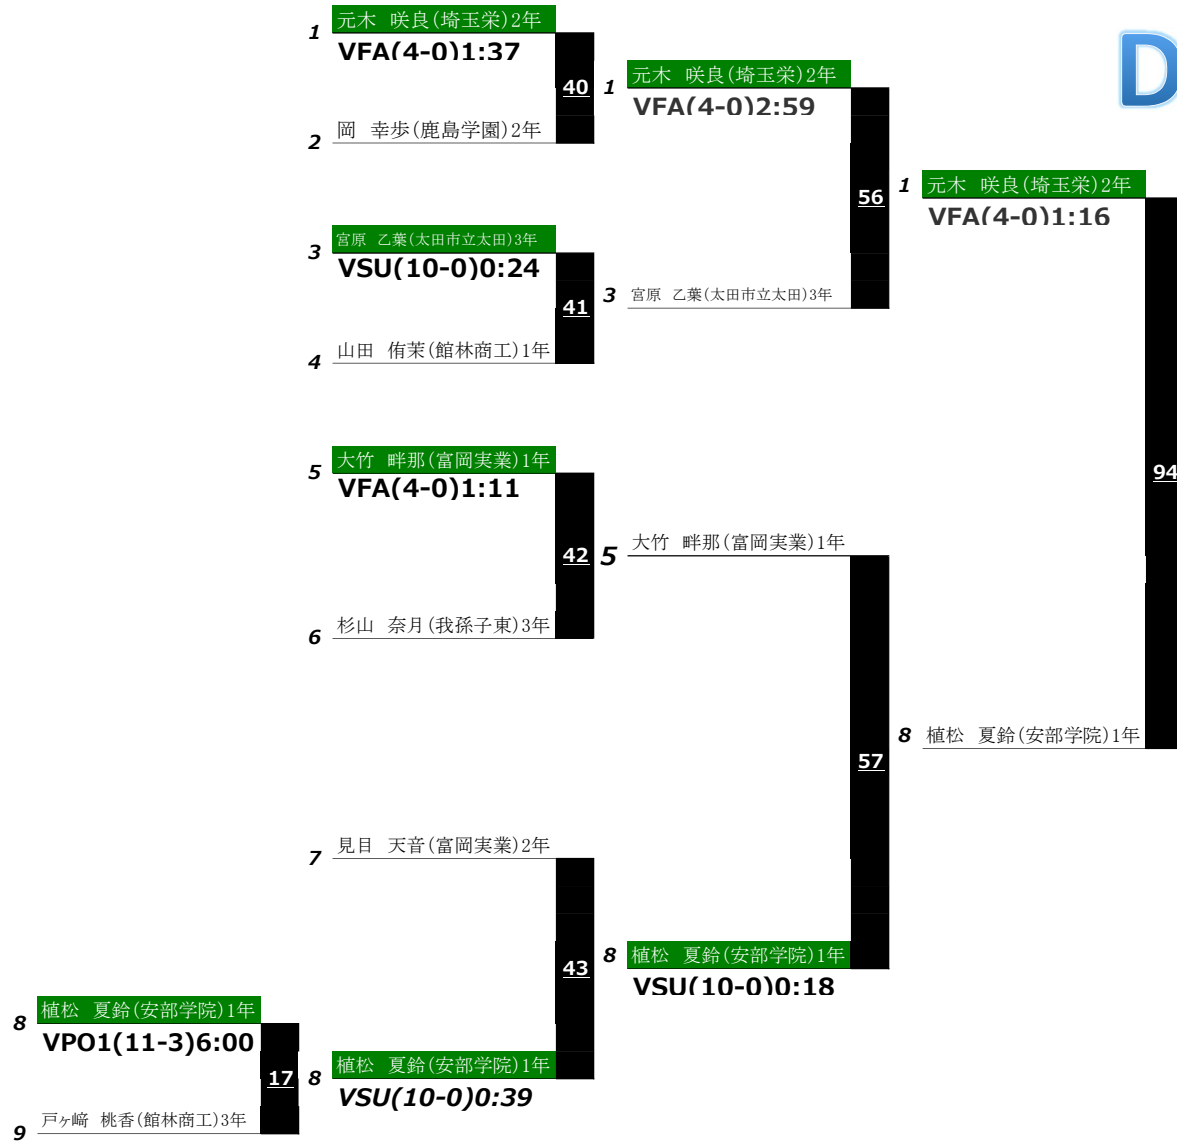 元木 咲良(埼玉栄)2年
1
VFA(4-0)1:37
40
2
岡 幸歩(鹿島学園)2年
3
宮原 乙葉(太田市立太田)3年
VSU(10-0)0:24
41
4
山田 侑茉(館林商工)1年
5
大竹 畔那(富岡実業)1年
VFA(4-0)1:11
42
6
杉山 奈月(我孫子東)3年
7
見目 天音(富岡実業)2年
43
8
植松 夏鈴(安部学院)1年
VSU(10-0)0:39
8
植松 夏鈴(安部学院)1年
VPO1(11-3)6:00
17
9
戸ヶ﨑 桃香(館林商工)3年
1
元木 咲良(埼玉栄)2年
VFA(4-0)2:59
56
3
宮原 乙葉(太田市立太田)3年
5
大竹 畔那(富岡実業)1年
57
8
植松 夏鈴(安部学院)1年
VSU(10-0)0:18
1
元木 咲良(埼玉栄)2年
VFA(4-0)1:16
94
8
植松 夏鈴(安部学院)1年
D